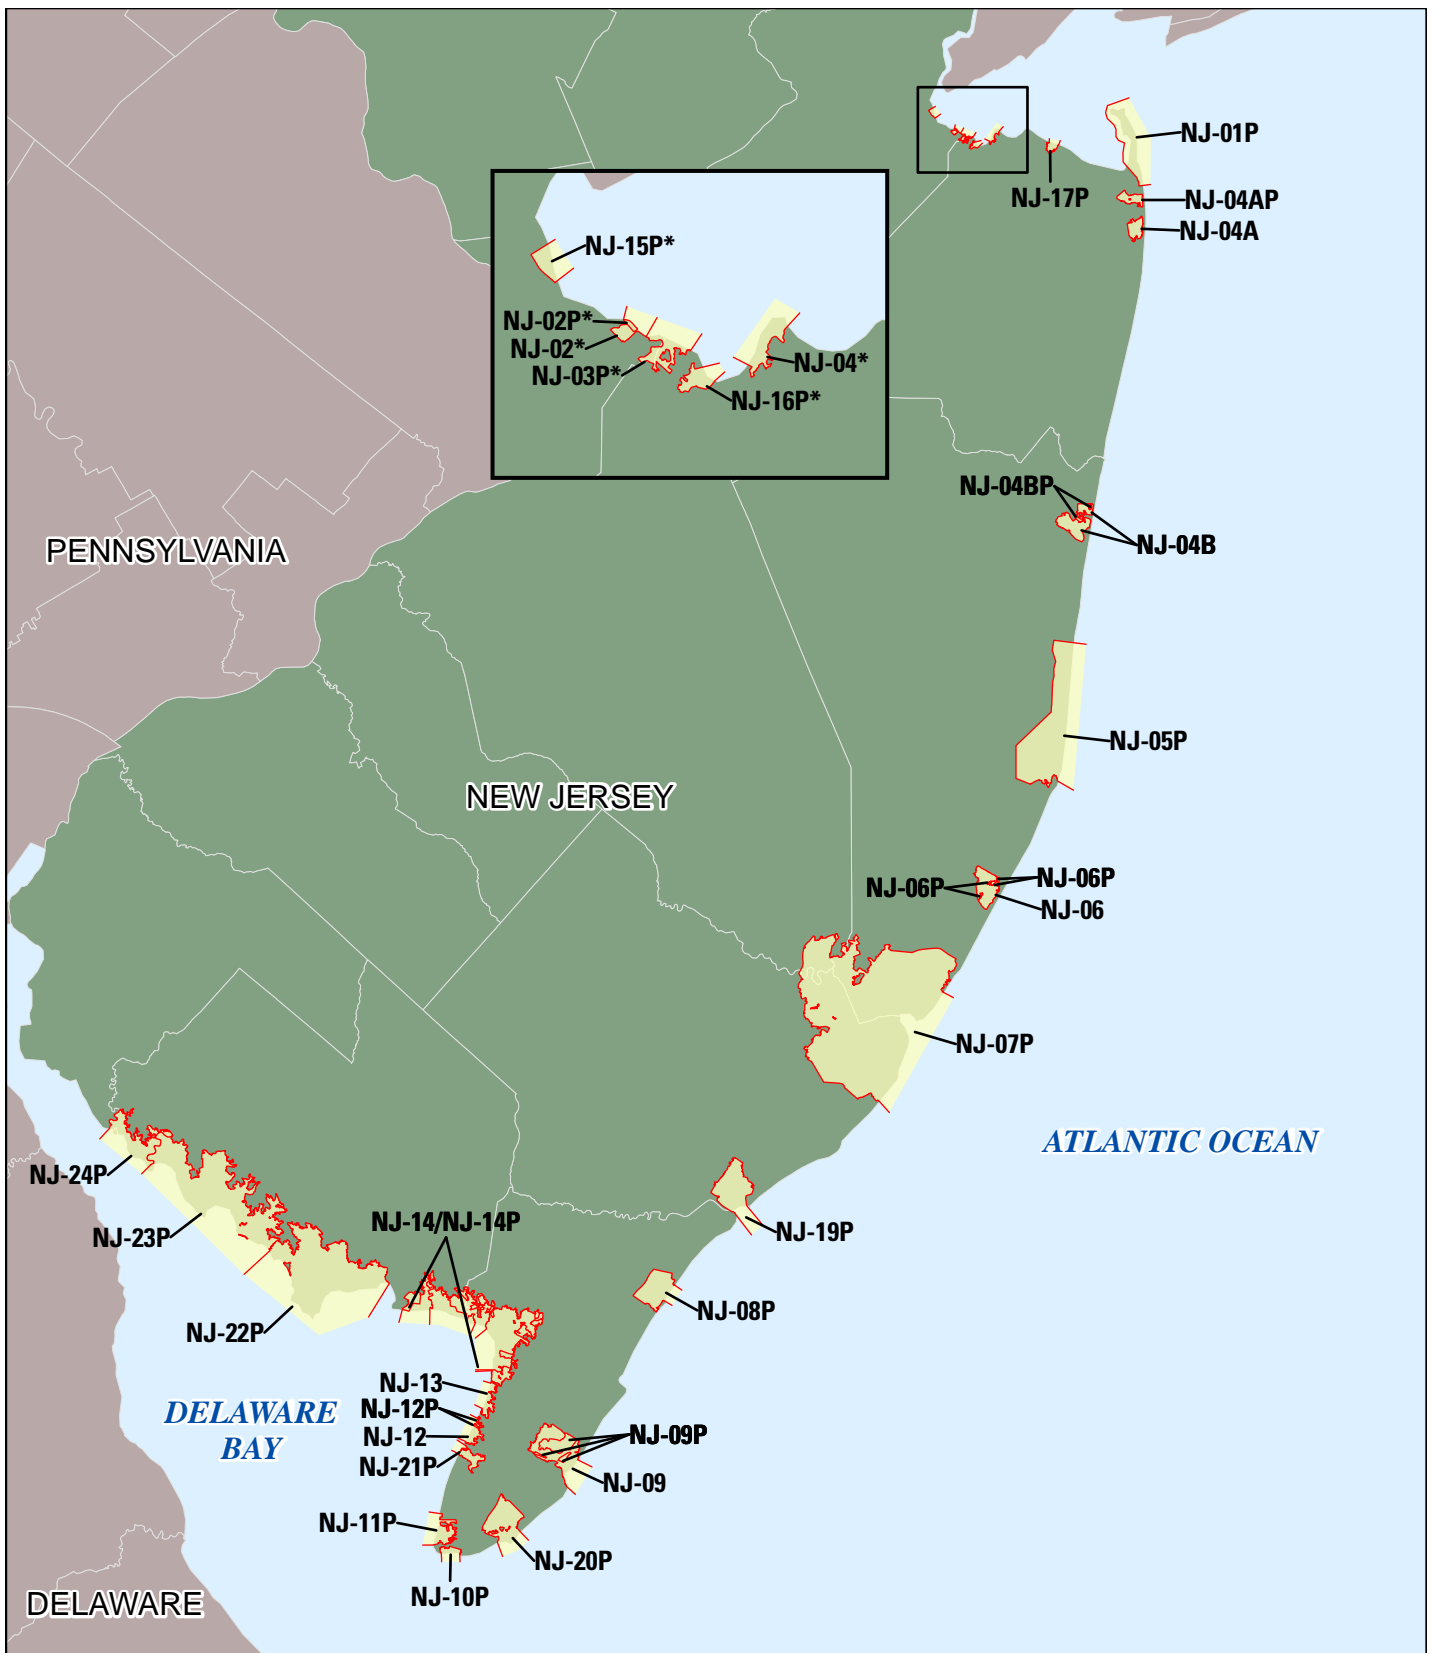 NJ-01P
NJ-17P
NJ-04AP
NJ-04A
NJ-15P*
NJ-02P*
NJ-02*
NJ-03P*
NJ-04*
NJ-16P*
NJ-04BP
NJ-04B
PENNSYLVANIA
NJ-05P
NEW JERSEY
NJ-06P
NJ-06P
NJ-06
NJ-07P
ATLANTIC OCEAN
NJ-24P
NJ-23P
NJ-14/NJ-14P
NJ-19P
NJ-08P
NJ-22P
NJ-13
NJ-12P
NJ-12
NJ-21P
DELAWARE
BAY
NJ-09P
NJ-09
NJ-11P
NJ-20P
NJ-10P
DELAWARE